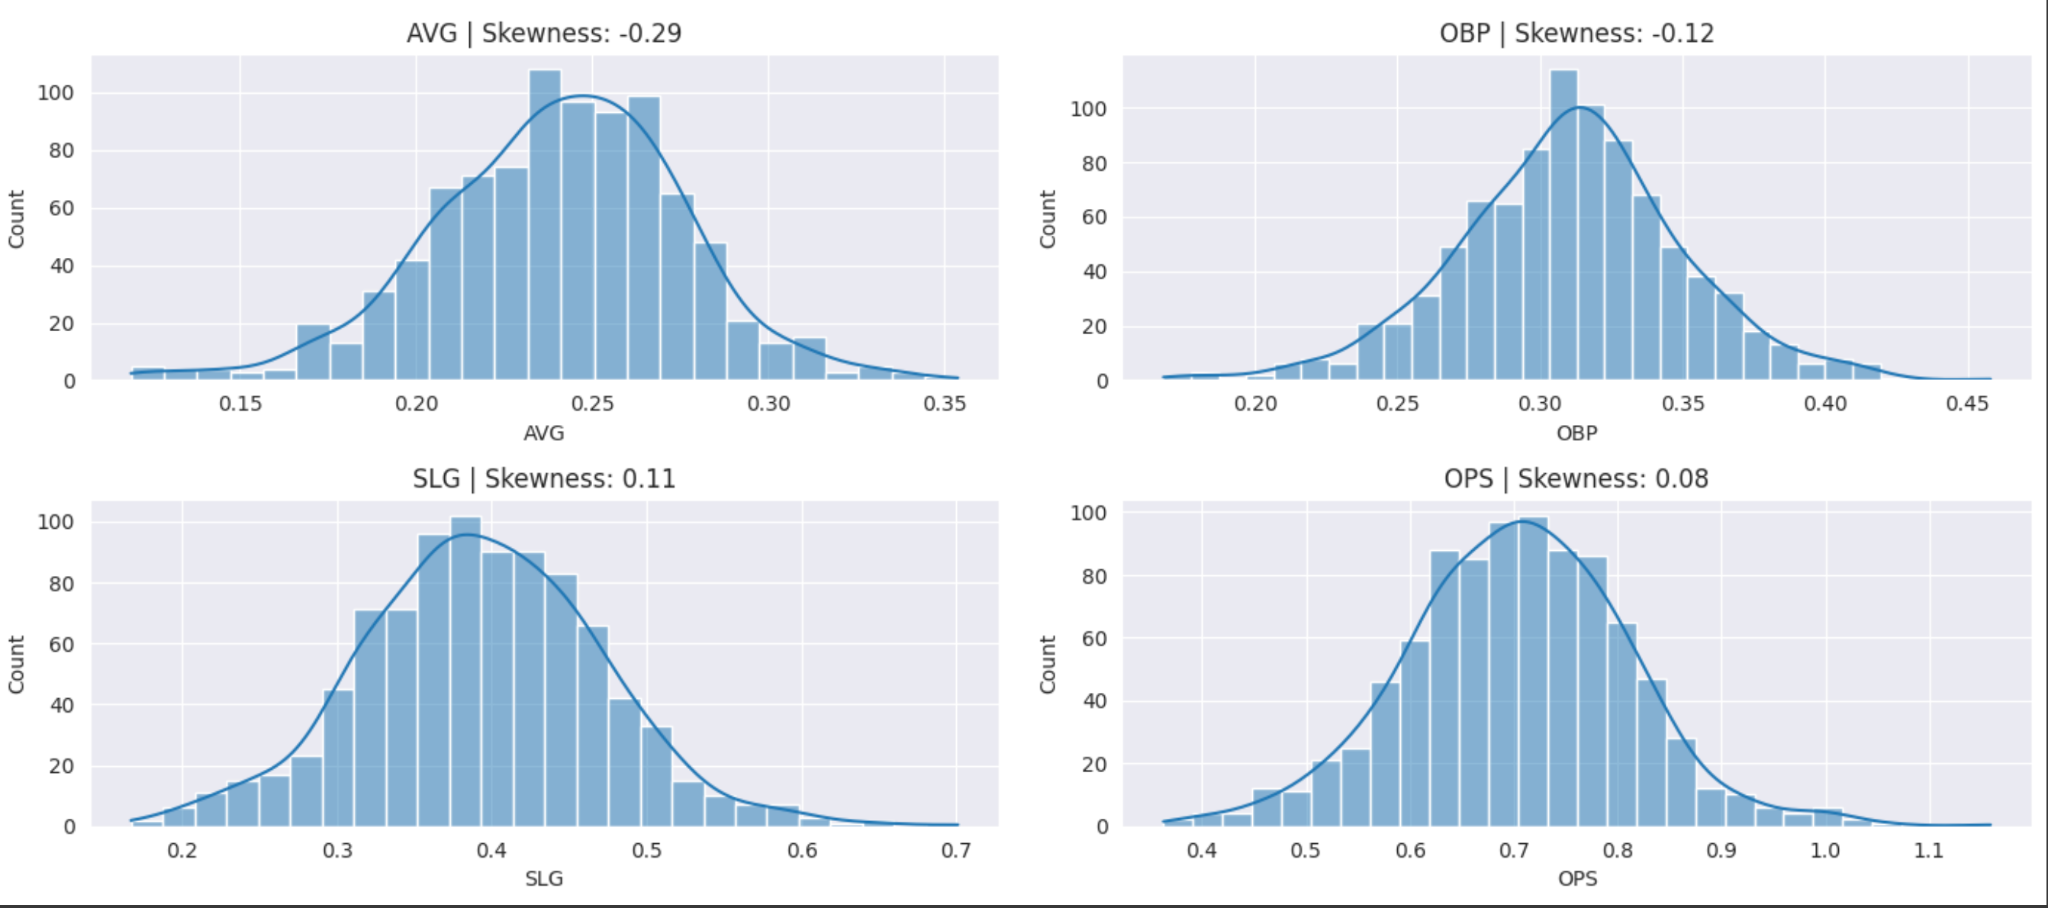 AVG | Skewness: -0.29
Count
100
80
60
40
20
0
0.15 0.20 0.25 0.30 0.35
AVG
OBP | Skewness: -0.12
Count
100
80
60
40
20
0
0.20 0.25 0.30 0.35 0.40 0.45
OBP
SLG | Skewness: 0.11
Count
100
80
60
40
20
0
0.2 0.3 0.4 0.5 0.6 0.7
SLG
OPS | Skewness: 0.08
Count
100
80
60
40
20
0
0.4 0.5 0.6 0.7 0.8 0.9 1.0 1.1
OPS